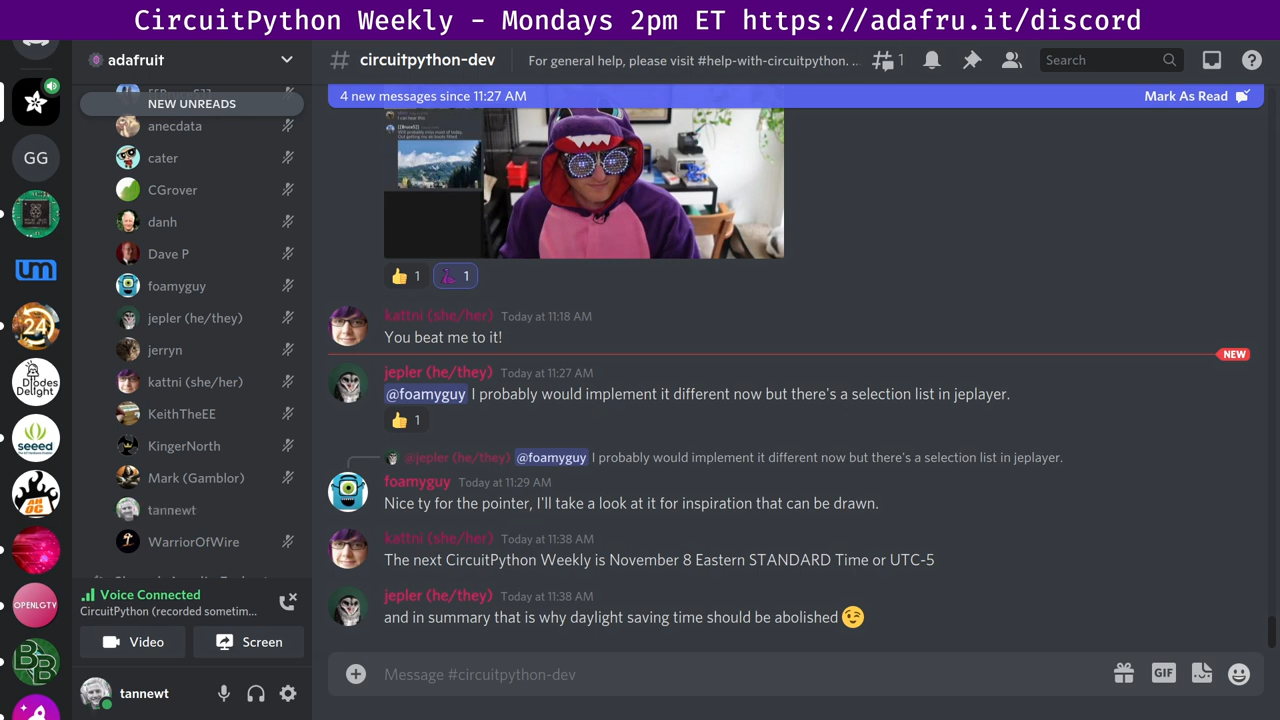 CircuitPython Weekly - Mondays 2pm ET https://adafru.it/discord
adafruit
# circuitpython-dev
For general help, please visit #help-with-circuitpython. ..
1
Search
NEW UNREADS
4 new messages since 11:27 AM
Mark As Read
anecdata
cater
CGrover
danh
Dave P
foamyguy
jepler (he/they)
jerryn
kattni (she/her)
KeithTheEE
KingerNorth
Mark (Gamblor)
tannewt
WarriorOfWire
GG
um
24
DIODES
Delight
seeed
OPENLGTV
BB
Voice Connected
CircuitPython (recorded sometim...
Video
Screen
tannewt
1
1
kattni (she/her) Today at 11:18 AM
You beat me to it!
NEW
jepler (he/they) Today at 11:27 AM
@foamyguy I probably would implement it different now but there's a selection list in jeplayer.
1
@jepler (he/they) @foamyguy I probably would implement it different now but there's a selection list in jeplayer.
foamyguy Today at 11:29 AM
Nice ty for the pointer, I'll take a look at it for inspiration that can be drawn.
kattni (she/her) Today at 11:38 AM
The next CircuitPython Weekly is November 8 Eastern STANDARD Time or UTC-5
jepler (he/they) Today at 11:38 AM
and in summary that is why daylight saving time should be abolished
Message #circuitpython-dev
GIF